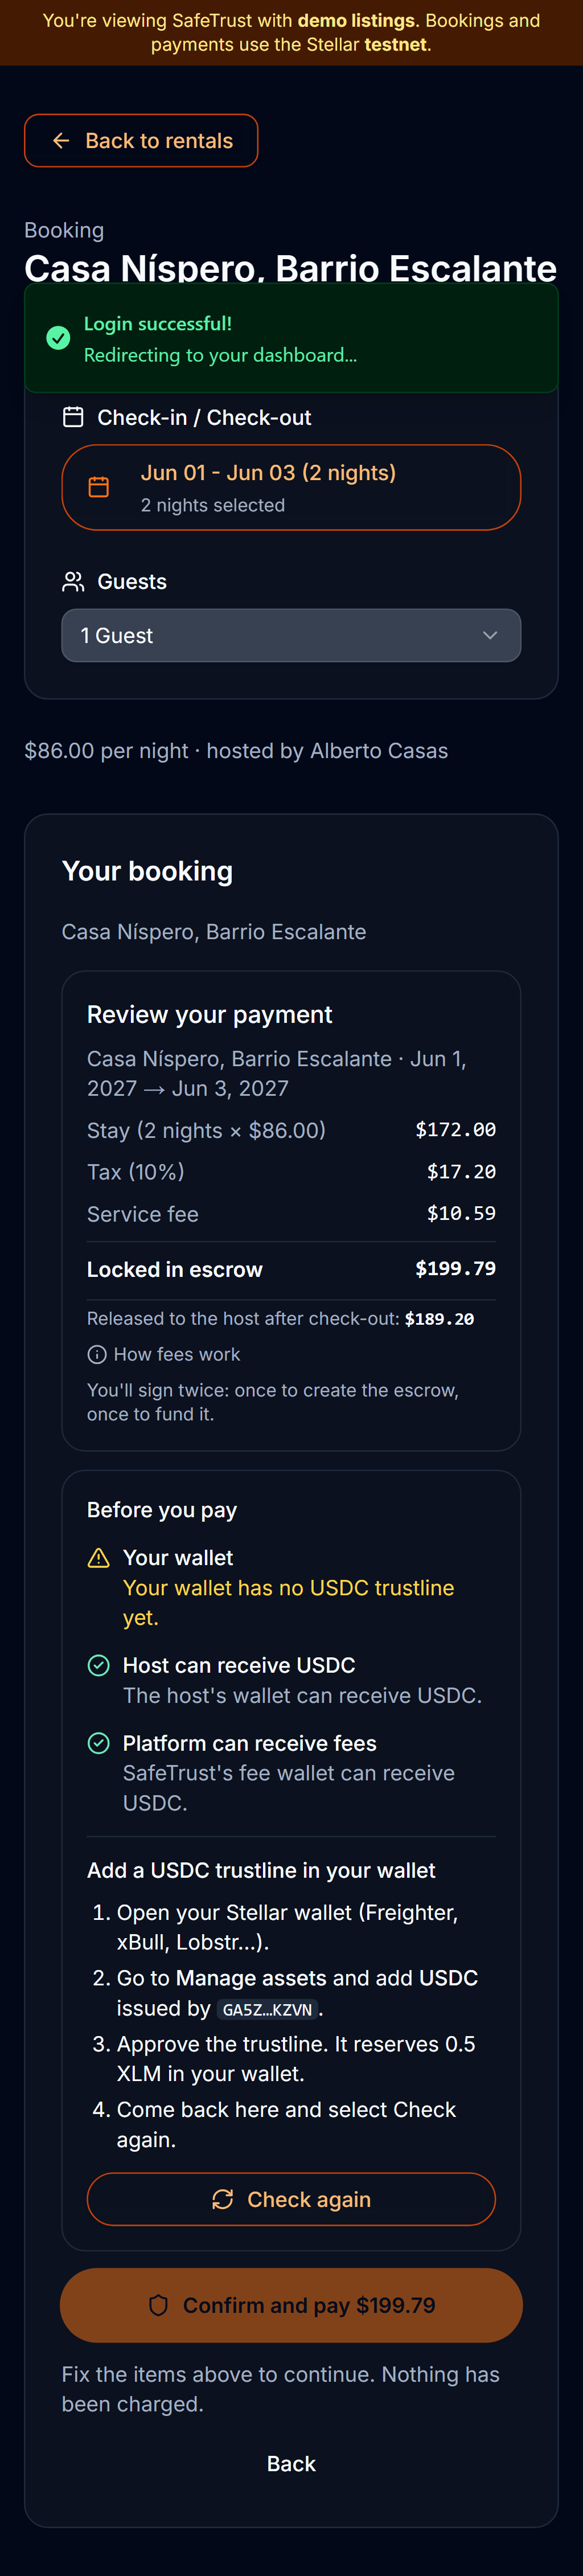 You're viewing SafeTrust with demo listings. Bookings and
payments use the Stellar testnet.
Back to rentals
Booking
Casa Níspero, Barrio Escalante
Login successful!
Redirecting to your dashboard...
Check-in / Check-out
Jun 01 - Jun 03 (2 nights)
2 nights selected
Guests
1 Guest
$86.00 per night · hosted by Alberto Casas
Your booking
Casa Níspero, Barrio Escalante
Review your payment
Casa Níspero, Barrio Escalante · Jun 1,
2027 → Jun 3, 2027
Stay (2 nights × $86.00) $172.00
Tax (10%) $17.20
Service fee $10.59
Locked in escrow $199.79
Released to the host after check-out: $189.20
How fees work
You'll sign twice: once to create the escrow,
once to fund it.
Before you pay
Your wallet
Your wallet has no USDC trustline
yet.
Host can receive USDC
The host's wallet can receive USDC.
Platform can receive fees
SafeTrust's fee wallet can receive
USDC.
Add a USDC trustline in your wallet
1. Open your Stellar wallet (Freighter,
xBull, Lobstr…).
2. Go to Manage assets and add USDC
issued by GA5Z…KZVN.
3. Approve the trustline. It reserves 0.5
XLM in your wallet.
4. Come back here and select Check
again.
Check again
Confirm and pay $199.79
Fix the items above to continue. Nothing has
been charged.
Back